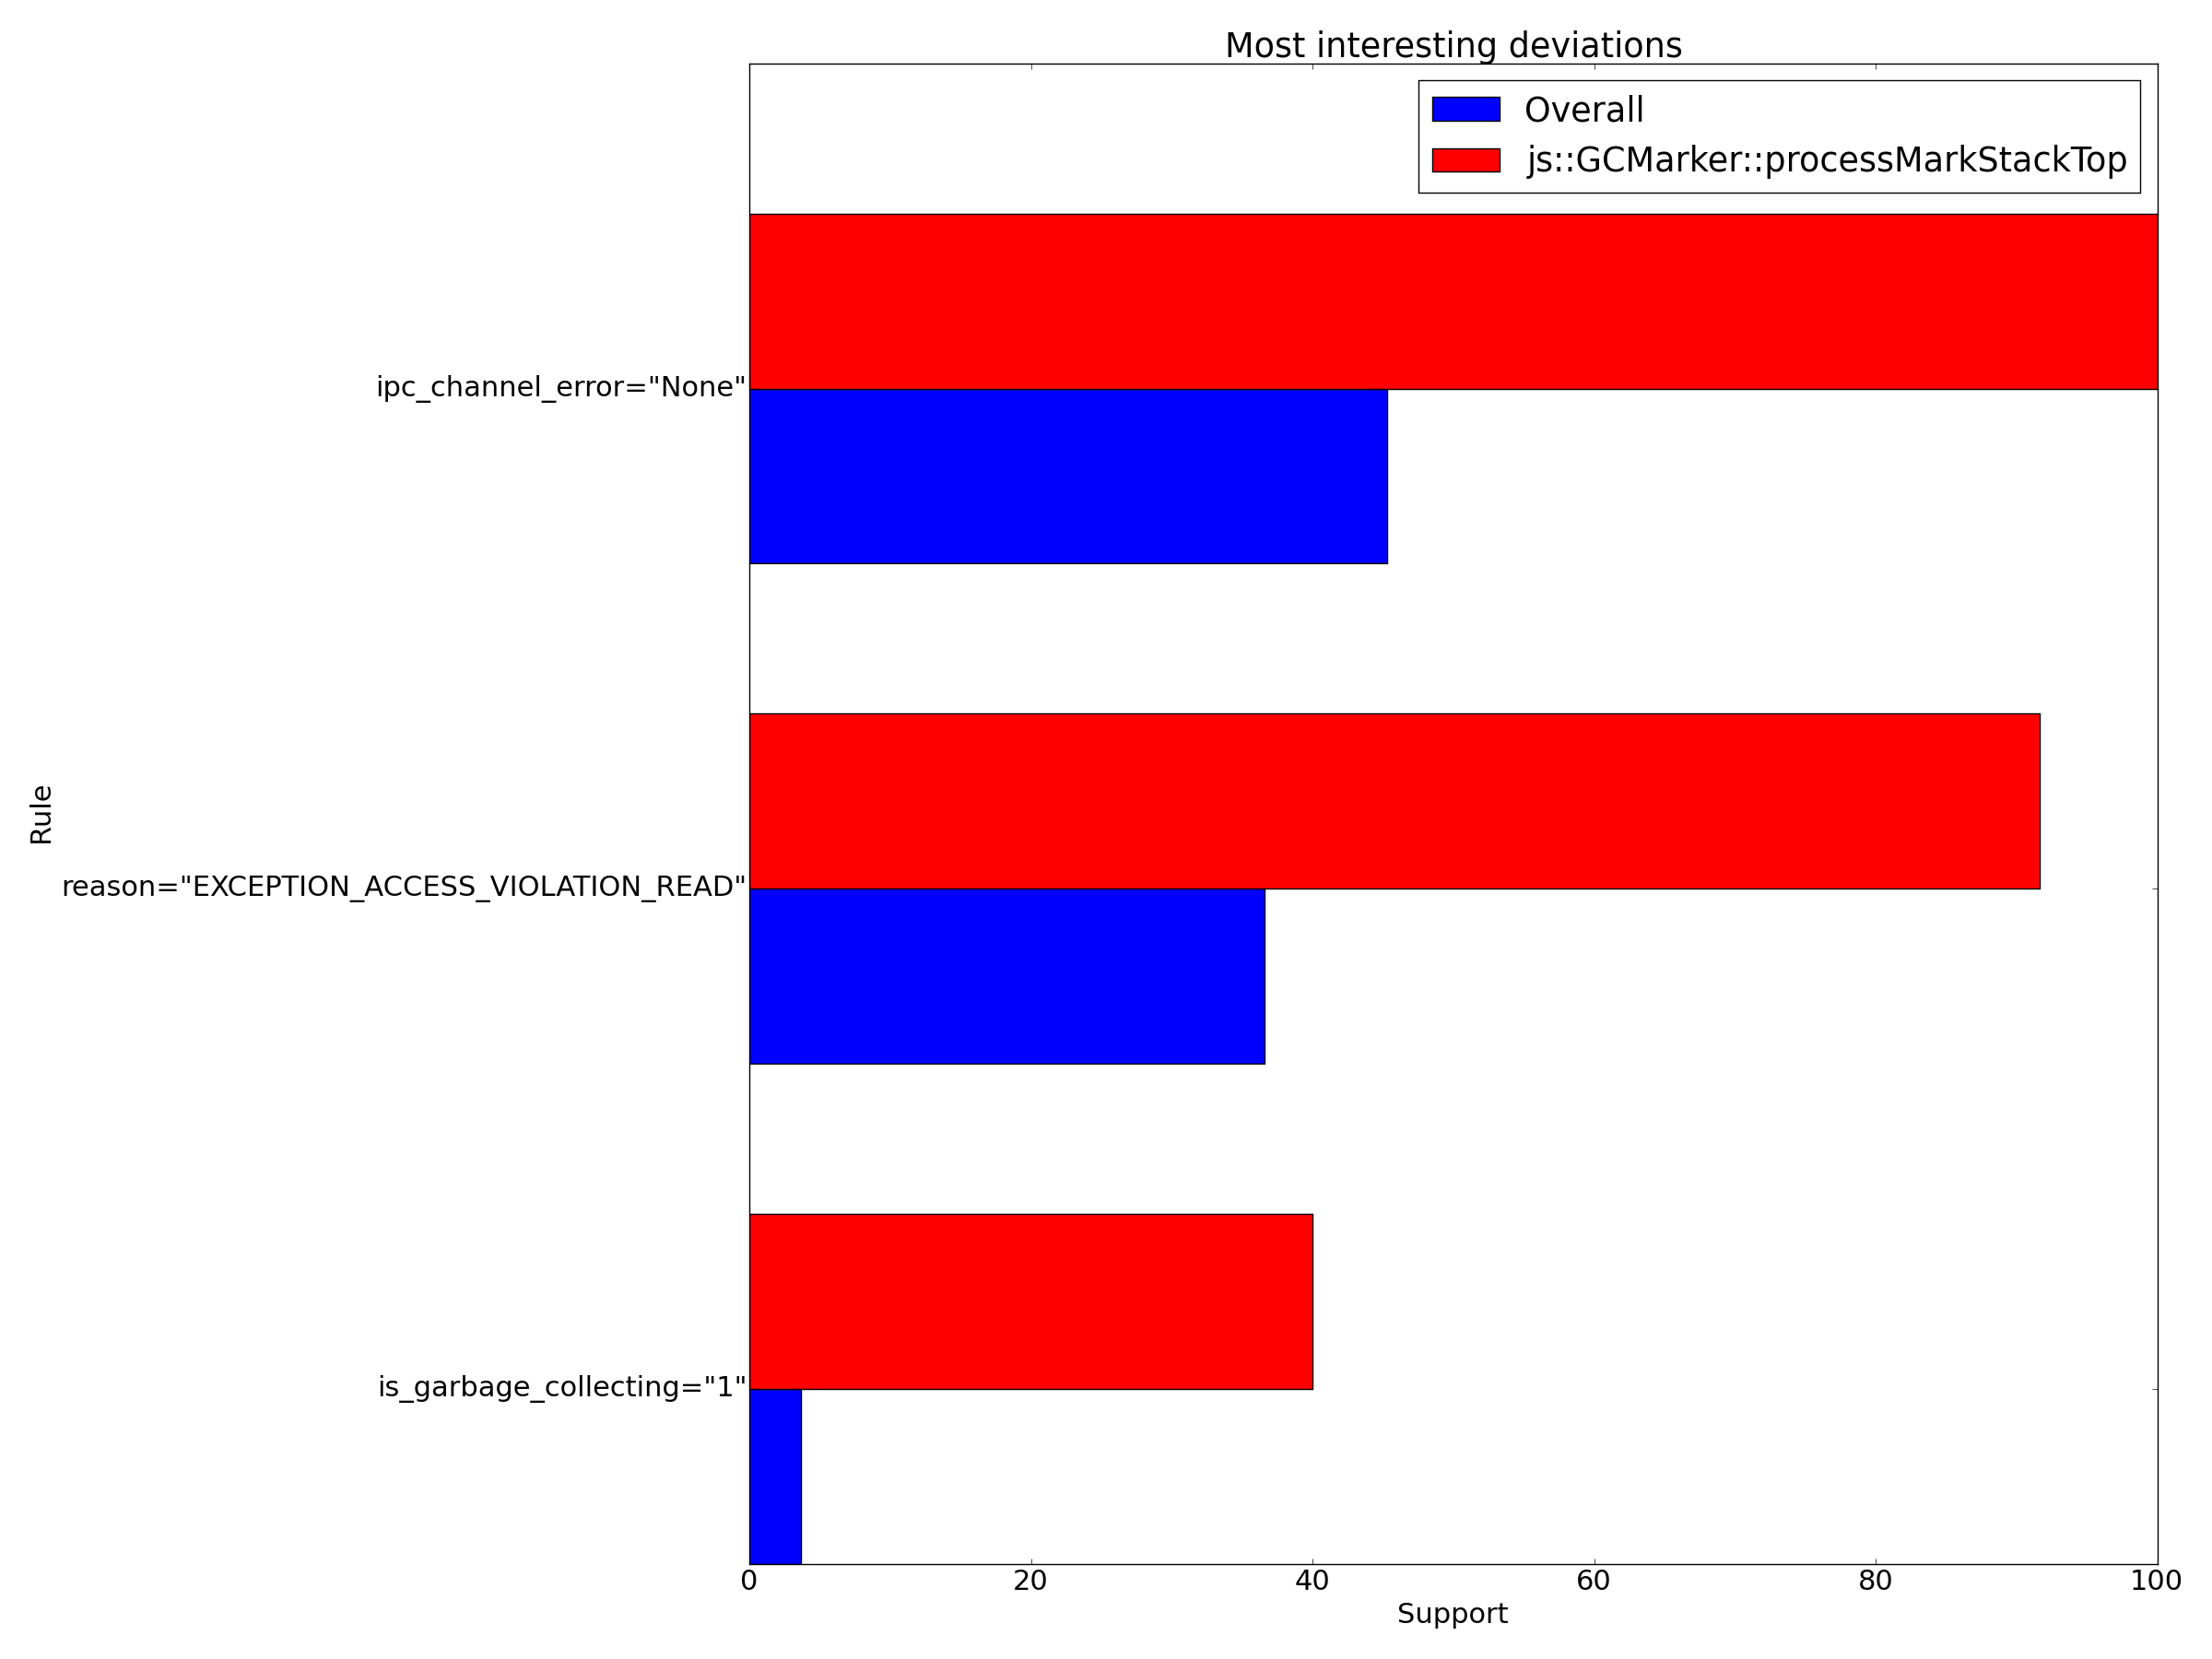 Most interesting deviations
Overall
js::GCMarker::processMarkStackTop
ipc_channel_error="None"
Rule
reason="EXCEPTION_ACCESS_VIOLATION_READ"
is_garbage_collecting="1"
0 20 40 60 80 100
Support